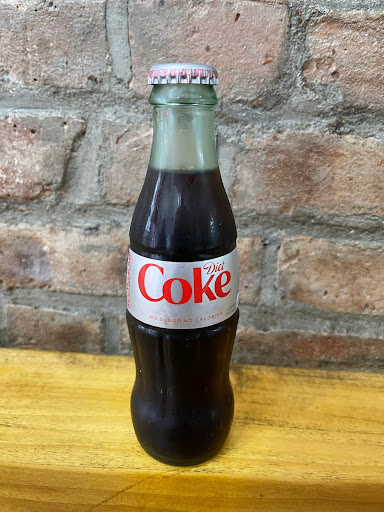 Diet
Coke
NO SUGAR | NO CALORIES